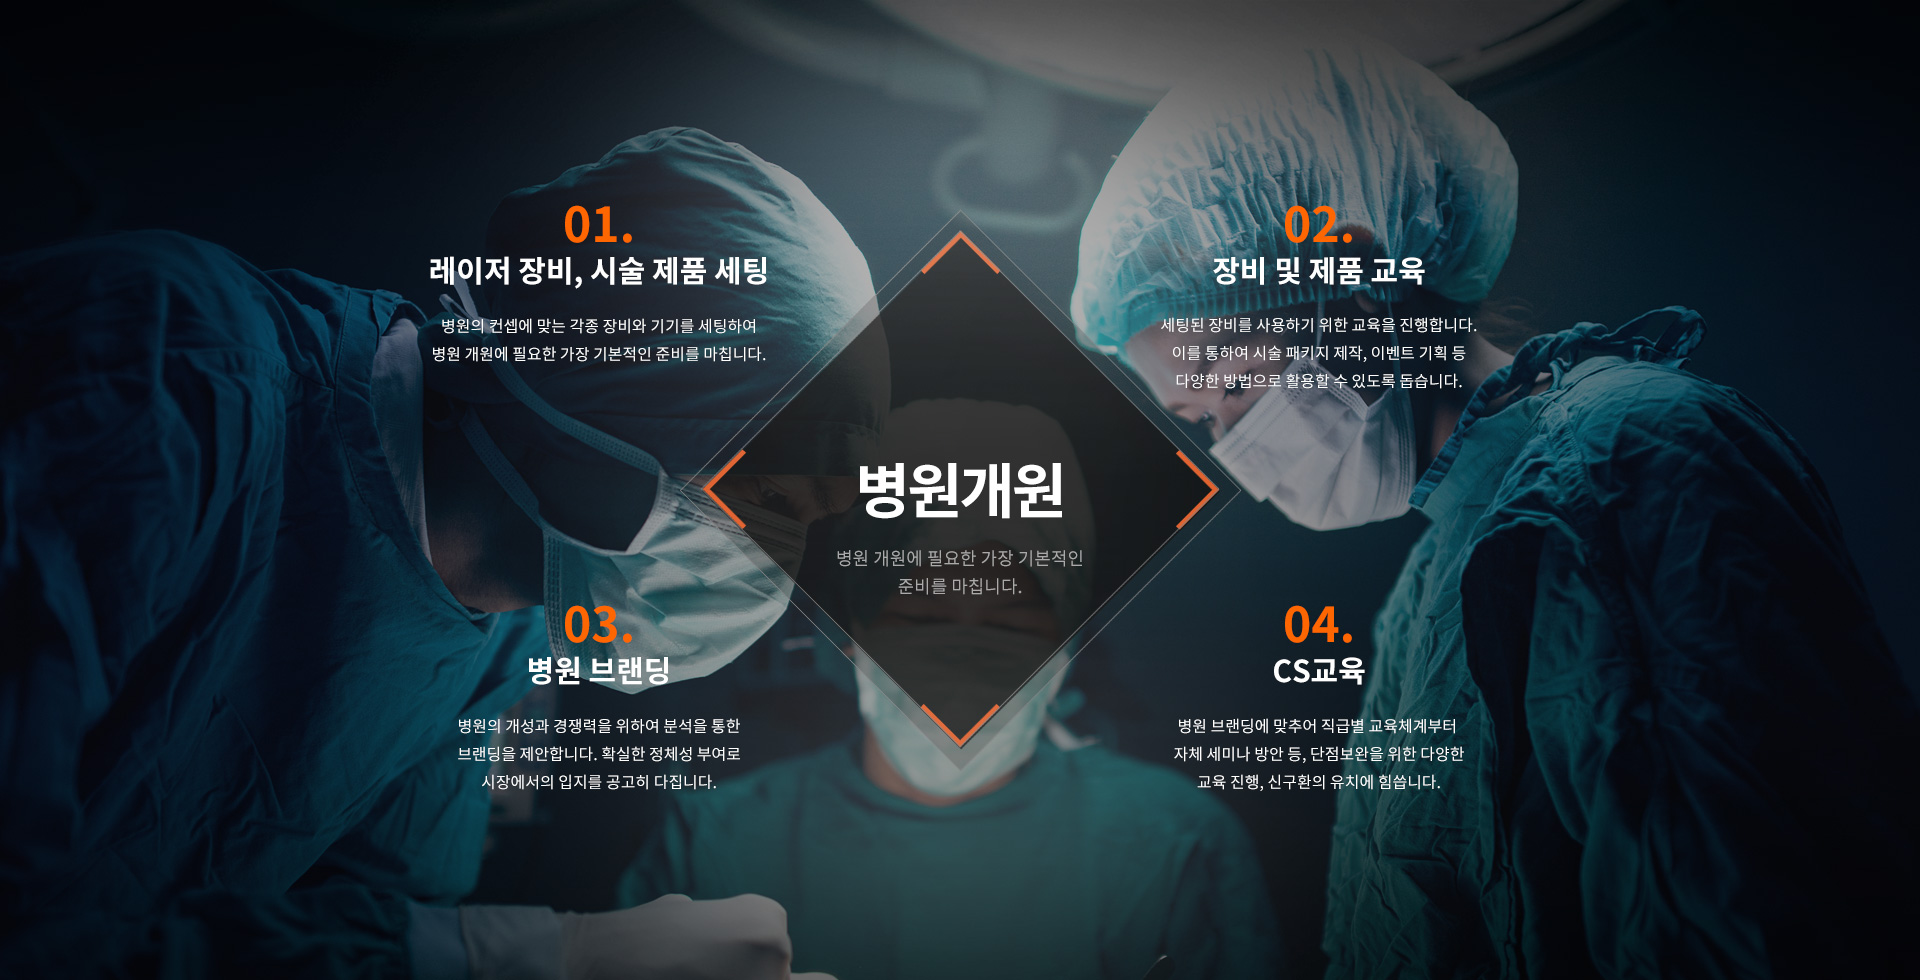 01.
레이저 장비, 시술 제품 세팅
병원의 컨셉에 맞는 각종 장비와 기기를 세팅하여
병원 개원에 필요한 가장 기본적인 준비를 마칩니다.
02.
장비 및 제품 교육
세팅된 장비를 사용하기 위한 교육을 진행합니다.
이를 통하여 시술 패키지 제작, 이벤트 기획 등
다양한 방법으로 활용할 수 있도록 돕습니다.
병원개원
병원 개원에 필요한 가장 기본적인
준비를 마칩니다.
03.
병원 브랜딩
병원의 개성과 경쟁력을 위하여 분석을 통한
브랜딩을 제안합니다. 확실한 정체성 부여로
시장에서의 입지를 공고히 다집니다.
04.
CS교육
병원 브랜딩에 맞추어 직급별 교육체계부터
자체 세미나 방안 등, 단점보완을 위한 다양한
교육 진행, 신구환의 유치에 힘씁니다.